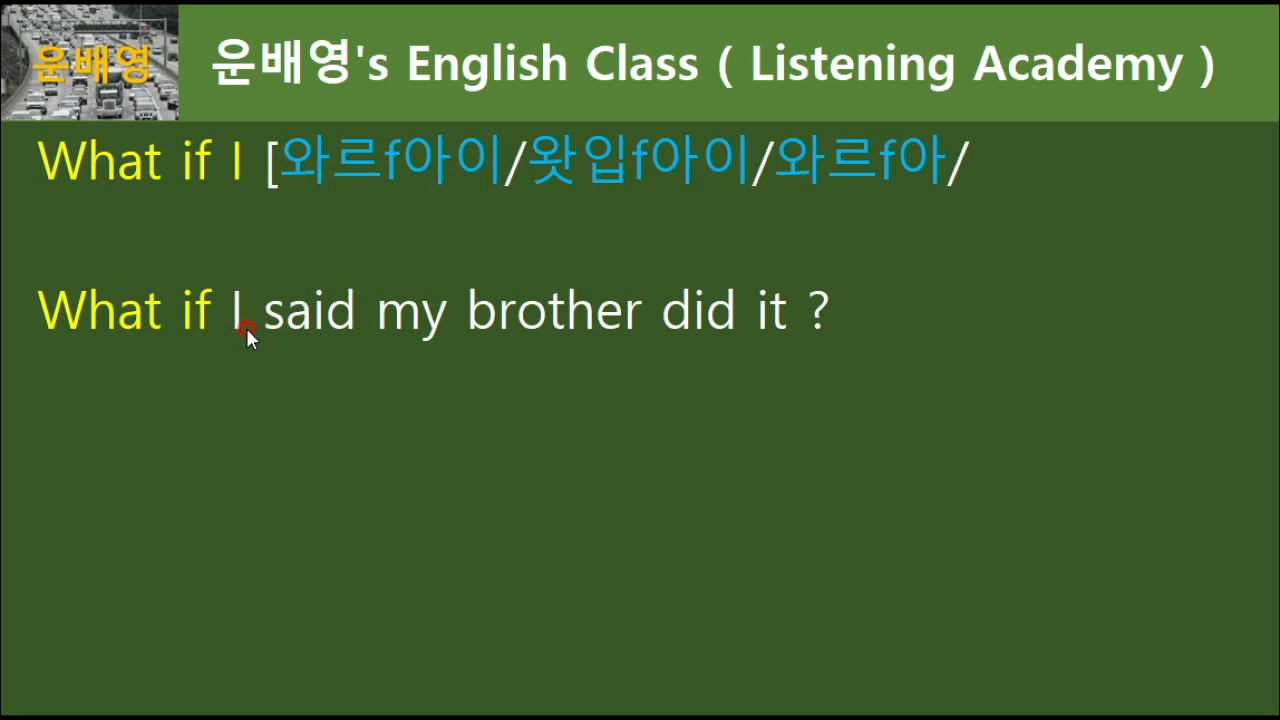 운배영
운배영's English Class ( Listening Academy )
What if I [와르f아이/왓입f아이/와르f아/
What if I said my brother did it ?